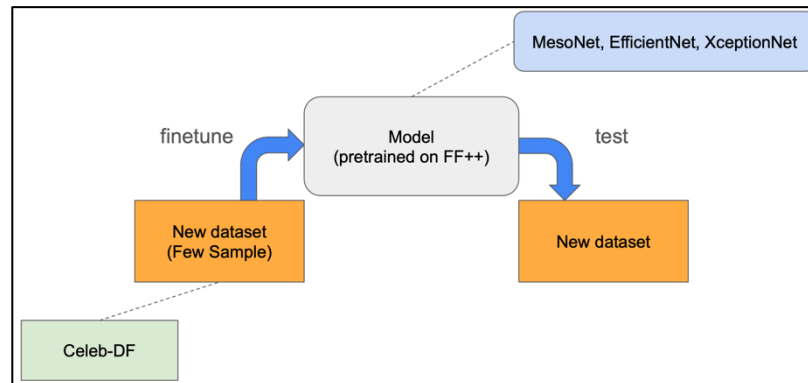 MesoNet, EfficientNet, XceptionNet
finetune
Model
(pretrained on FF++)
test
New dataset
(Few Sample)
New dataset
Celeb-DF